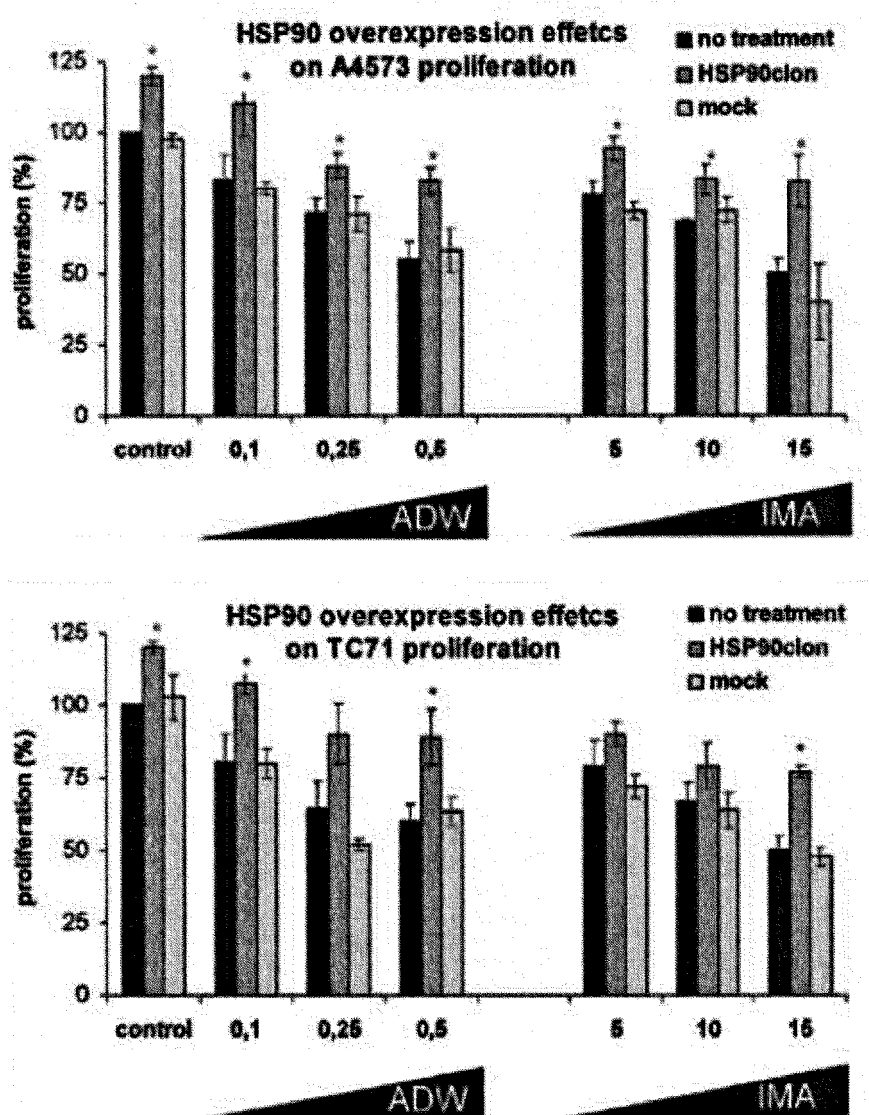 HSP90 overexpression effetcs
on A4573 proliferation
no treatment
HSP90clon
mock
proliferation (%)
125
100
75
50
25
0
control 0,1 0,25 0,5 5 10 15
ADW IMA
HSP90 overexpression effetcs
on TC71 proliferation
no treatment
HSP90clon
mock
proliferation (%)
125
100
75
50
25
0
control 0,1 0,25 0,5 5 10 15
ADW IMA